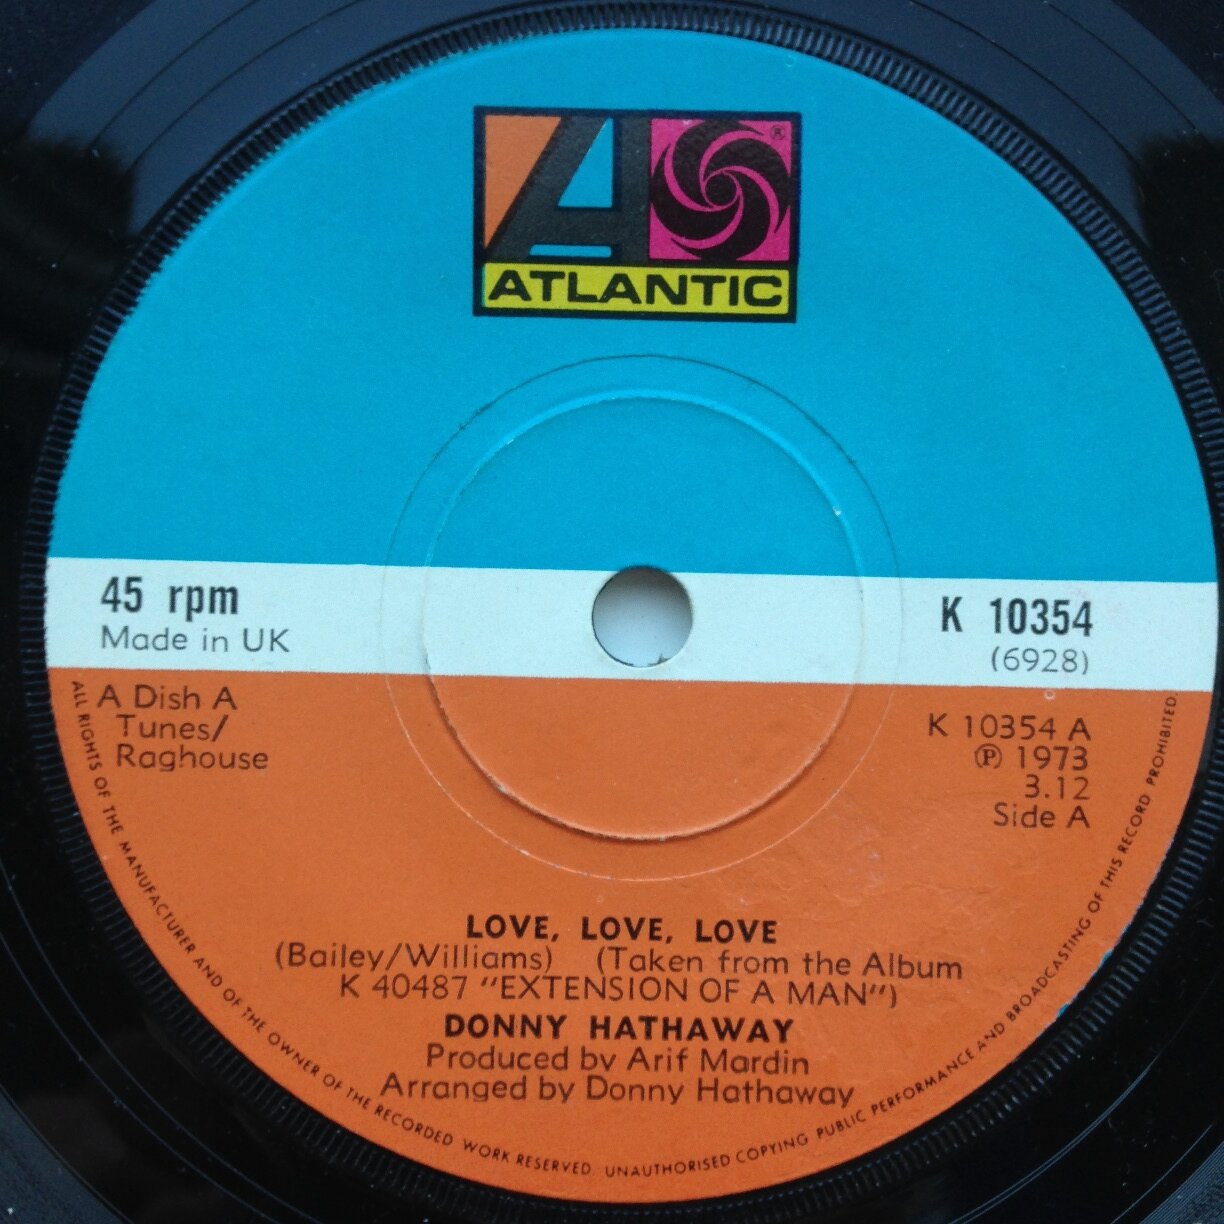 ®
ATLANTIC
45 rpm
Made in UK
K 10354
(6928)
A Dish A
Tunes/
Raghouse
K 10354 A
Ⓟ 1973
3.12
Side A
LOVE, LOVE, LOVE
(Bailey/Williams) (Taken from the Album
K 40487 "EXTENSION OF A MAN")
DONNY HATHAWAY
Produced by Arif Mardin
Arranged by Donny Hathaway
ALL RIGHTS OF THE MANUFACTURER AND OF THE OWNER OF THE RECORDED WORK RESERVED. UNAUTHORISED COPYING PUBLIC PERFORMANCE AND BROADCASTING OF THIS RECORD PROHIBITED.